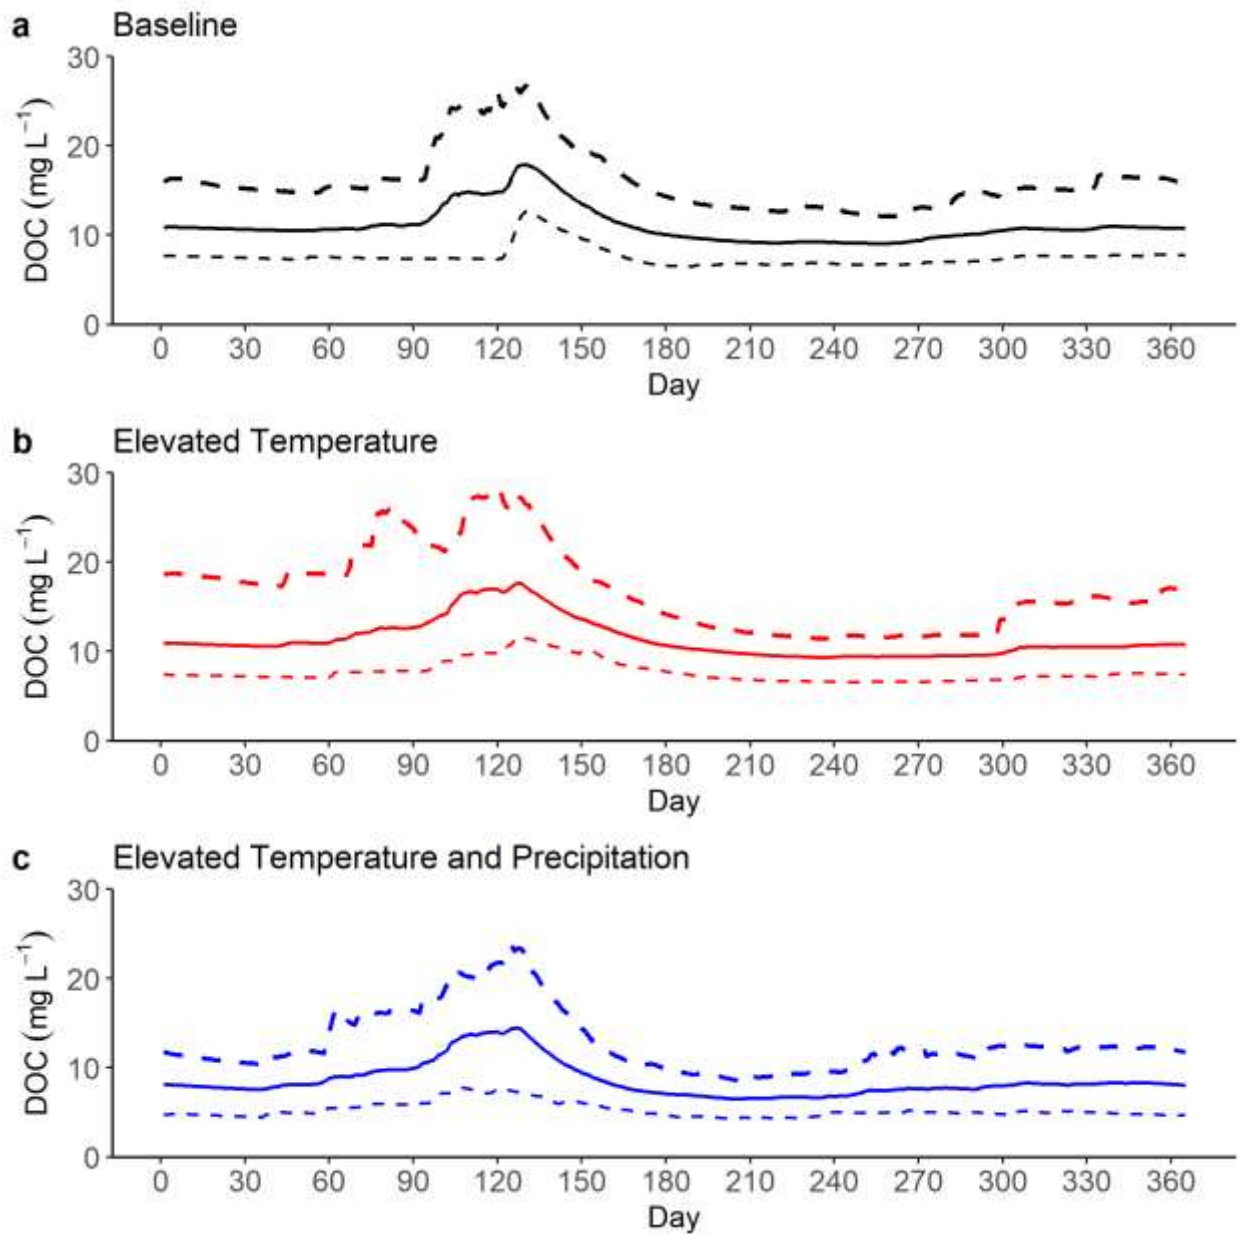 a Baseline
30
20
10
0
DOC (mg L⁻¹)
0 30 60 90 120 150 180 210 240 270 300 330 360
Day
b Elevated Temperature
30
20
10
0
DOC (mg L⁻¹)
0 30 60 90 120 150 180 210 240 270 300 330 360
Day
c Elevated Temperature and Precipitation
30
20
10
0
DOC (mg L⁻¹)
0 30 60 90 120 150 180 210 240 270 300 330 360
Day